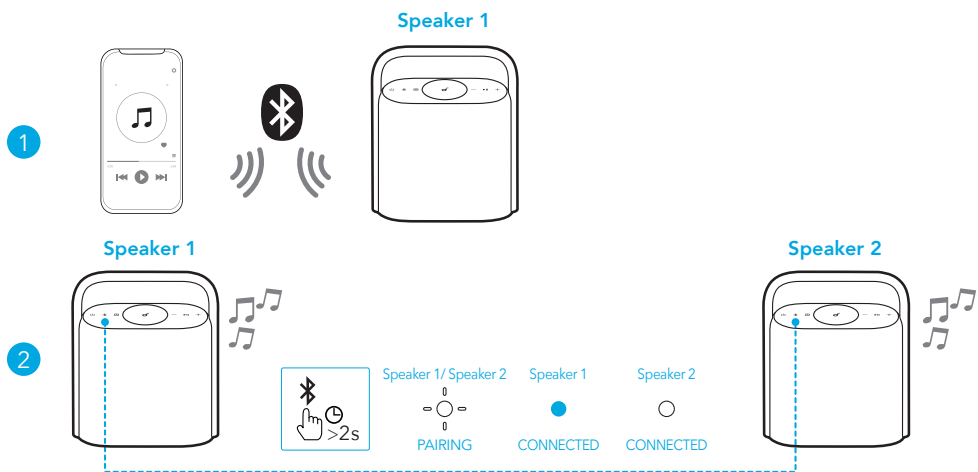 Speaker 1
1
Speaker 1
Speaker 2
2
Speaker 1/ Speaker 2
Speaker 1
Speaker 2
>2s
PAIRING
CONNECTED
CONNECTED